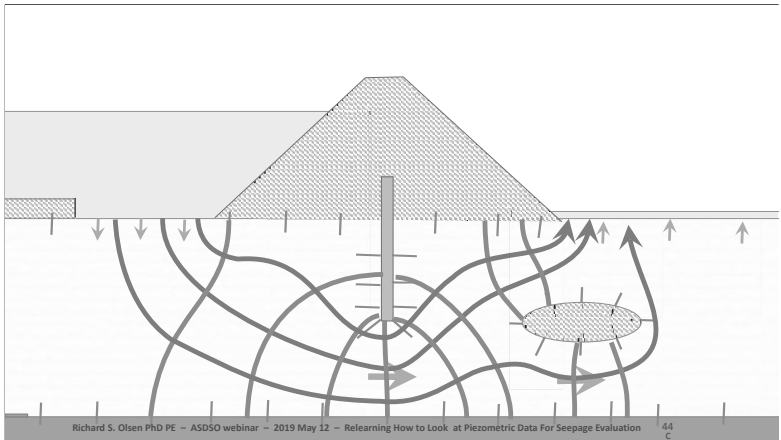 Richard S. Olsen PhD PE – ASDSO webinar – 2019 May 12 – Relearning How to Look at Piezometric Data For Seepage Evaluation
44
C